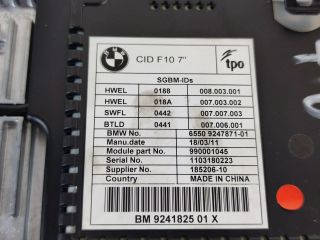 BMW
CID F10 7"
tpo
SGBM-IDs
HWEL 0188 008.003.001
HWEL 018A 007.003.002
SWFL 0442 007.007.003
BTLD 0441 007.006.001
BMW No. 6550 9247871-01
Manu.date 18/03/11
Module part no. 990001045
Serial No. 1103180223
Supplier No. 185206-10
Country MADE IN CHINA
BM 9241825 01 X